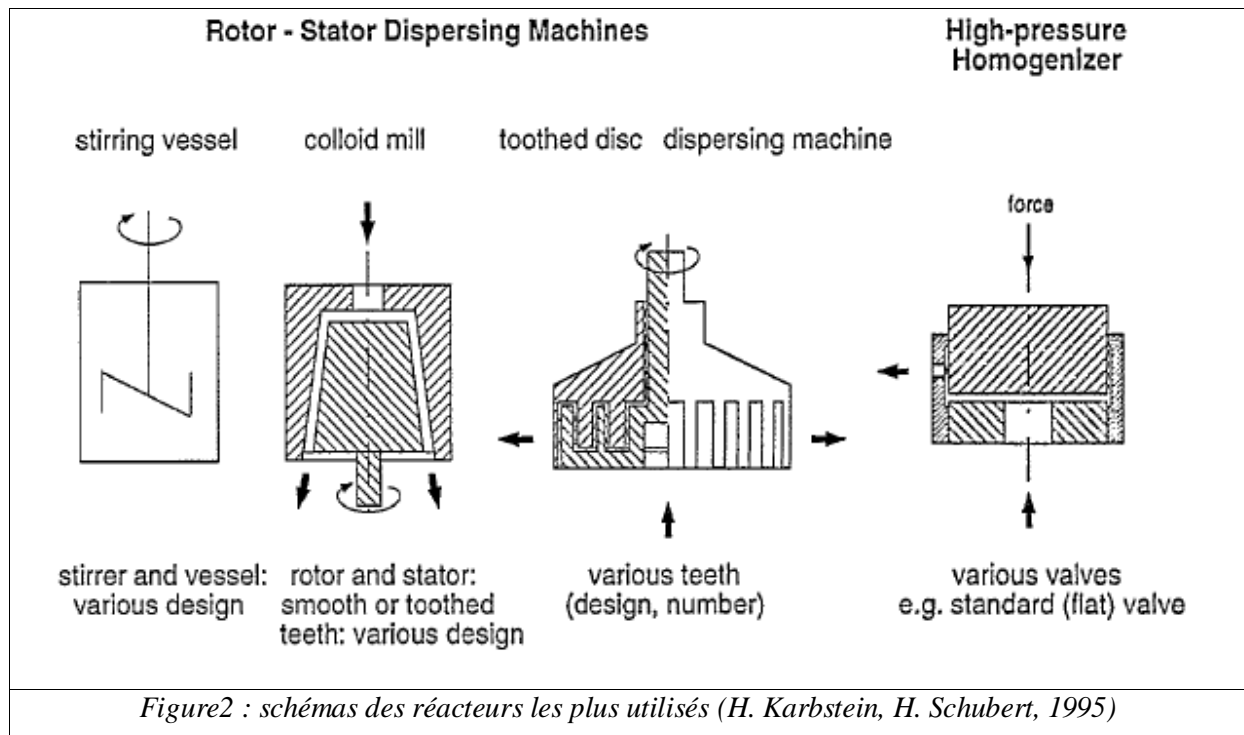 Rotor - Stator Dispersing Machines
High-pressure
Homogenizer
stirring vessel
colloid mill
toothed disc dispersing machine
force
stirrer and vessel:
various design
rotor and stator:
smooth or toothed
teeth: various design
various teeth
(design, number)
various valves
e.g. standard (flat) valve
Figure2 : schémas des réacteurs les plus utilisés (H. Karbstein, H. Schubert, 1995)